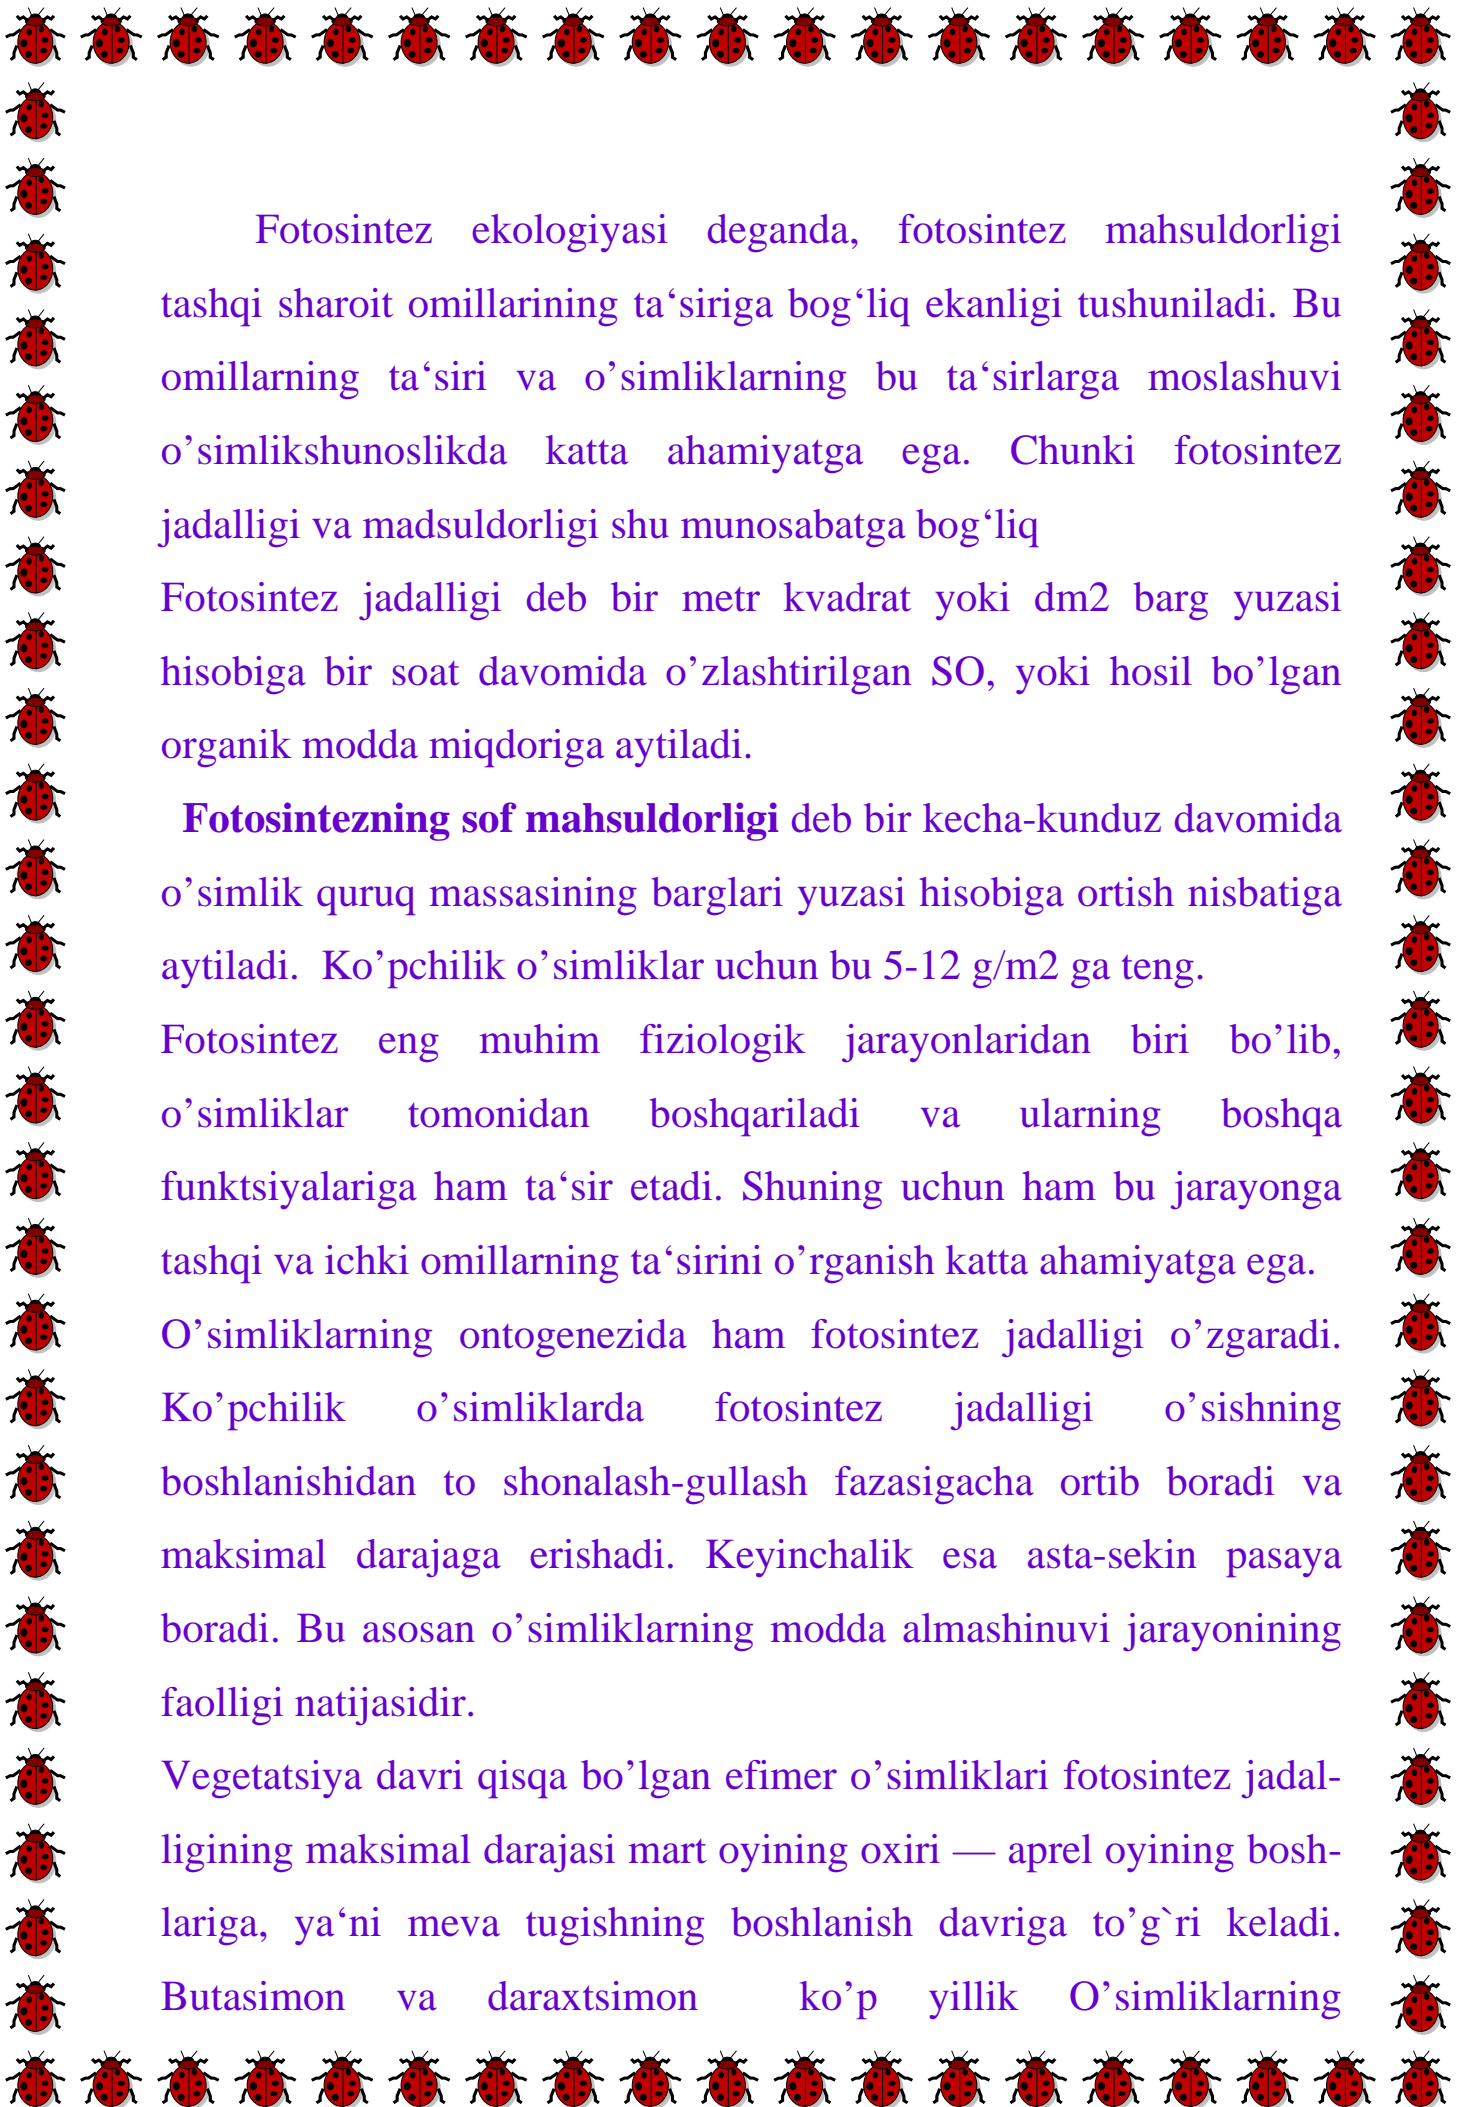 Fotosintez ekologiyasi deganda, fotosintez mahsuldorligi
tashqi sharoit omillarining ta‘siriga bog‘liq ekanligi tushuniladi. Bu
omillarning ta‘siri va o’simliklarning bu ta‘sirlarga moslashuvi
o’simlikshunoslikda katta ahamiyatga ega. Chunki fotosintez
jadalligi va madsuldorligi shu munosabatga bog‘liq
Fotosintez jadalligi deb bir metr kvadrat yoki dm2 barg yuzasi
hisobiga bir soat davomida o’zlashtirilgan SO, yoki hosil bo’lgan
organik modda miqdoriga aytiladi.
Fotosintezning sof mahsuldorligi deb bir kecha-kunduz davomida
o’simlik quruq massasining barglari yuzasi hisobiga ortish nisbatiga
aytiladi. Ko’pchilik o’simliklar uchun bu 5-12 g/m2 ga teng.
Fotosintez eng muhim fiziologik jarayonlaridan biri bo’lib,
o’simliklar tomonidan boshqariladi va ularning boshqa
funktsiyalariga ham ta‘sir etadi. Shuning uchun ham bu jarayonga
tashqi va ichki omillarning ta‘sirini o’rganish katta ahamiyatga ega.
O’simliklarning ontogenezida ham fotosintez jadalligi o’zgaradi.
Ko’pchilik o’simliklarda fotosintez jadalligi o’sishning
boshlanishidan to shonalash-gullash fazasigacha ortib boradi va
maksimal darajaga erishadi. Keyinchalik esa asta-sekin pasaya
boradi. Bu asosan o’simliklarning modda almashinuvi jarayonining
faolligi natijasidir.
Vegetatsiya davri qisqa bo’lgan efimer o’simliklari fotosintez jadal-
ligining maksimal darajasi mart oyining oxiri — aprel oyining bosh-
lariga, ya‘ni meva tugishning boshlanish davriga to’g`ri keladi.
Butasimon va daraxtsimon ko’p yillik O’simliklarning